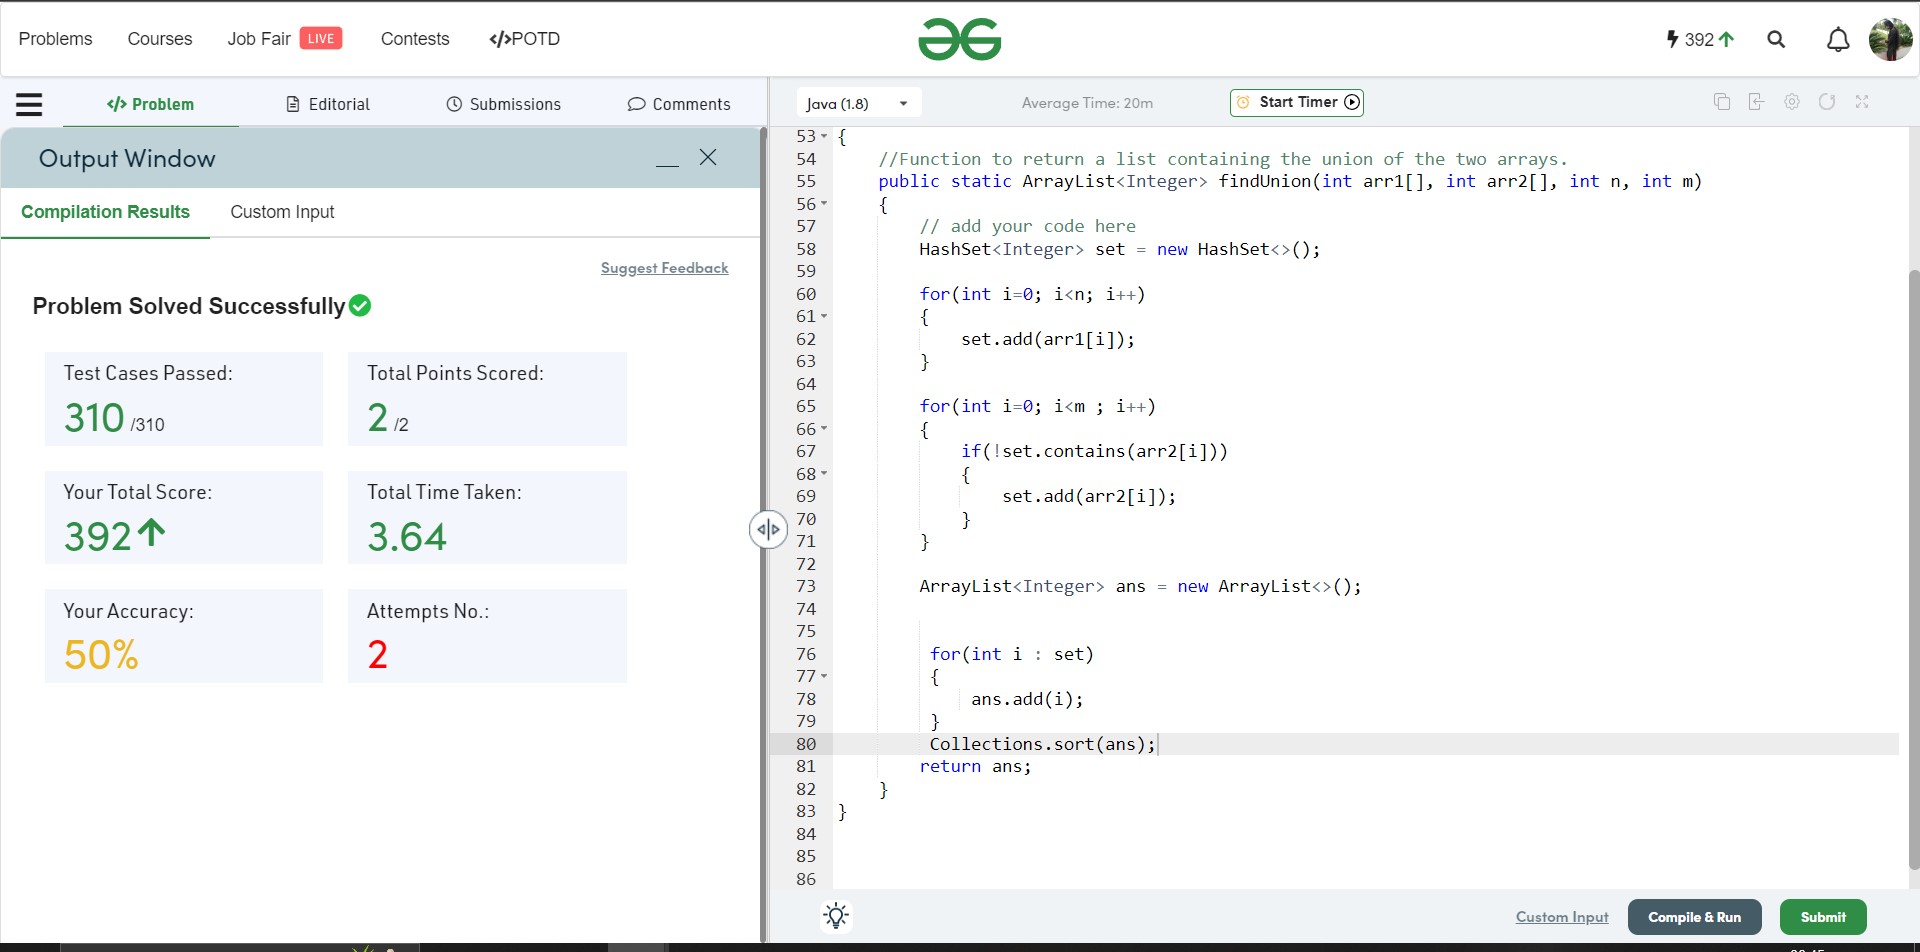 Problems Courses Job Fair LIVE Contests </>POTD 392
</> Problem Editorial Submissions Comments
Output Window
Compilation Results Custom Input
Suggest Feedback
Problem Solved Successfully
Test Cases Passed: Total Points Scored:
310 /310 2 /2
Your Total Score: Total Time Taken:
392 3.64
Your Accuracy: Attempts No.:
50% 2
Java (1.8) Average Time: 20m Start Timer
53 {
54 //Function to return a list containing the union of the two arrays.
55 public static ArrayList<Integer> findUnion(int arr1[], int arr2[], int n, int m)
56 {
57 // add your code here
58 HashSet<Integer> set = new HashSet<>();
59
60 for(int i=0; i<n; i++)
61 {
62 set.add(arr1[i]);
63 }
64
65 for(int i=0; i<m ; i++)
66 {
67 if(!set.contains(arr2[i]))
68 {
69 set.add(arr2[i]);
70 }
71 }
72
73 ArrayList<Integer> ans = new ArrayList<>();
74
75
76 for(int i : set)
77 {
78 ans.add(i);
79 }
80 Collections.sort(ans);
81 return ans;
82 }
83 }
84
85
86
Custom Input Compile & Run Submit